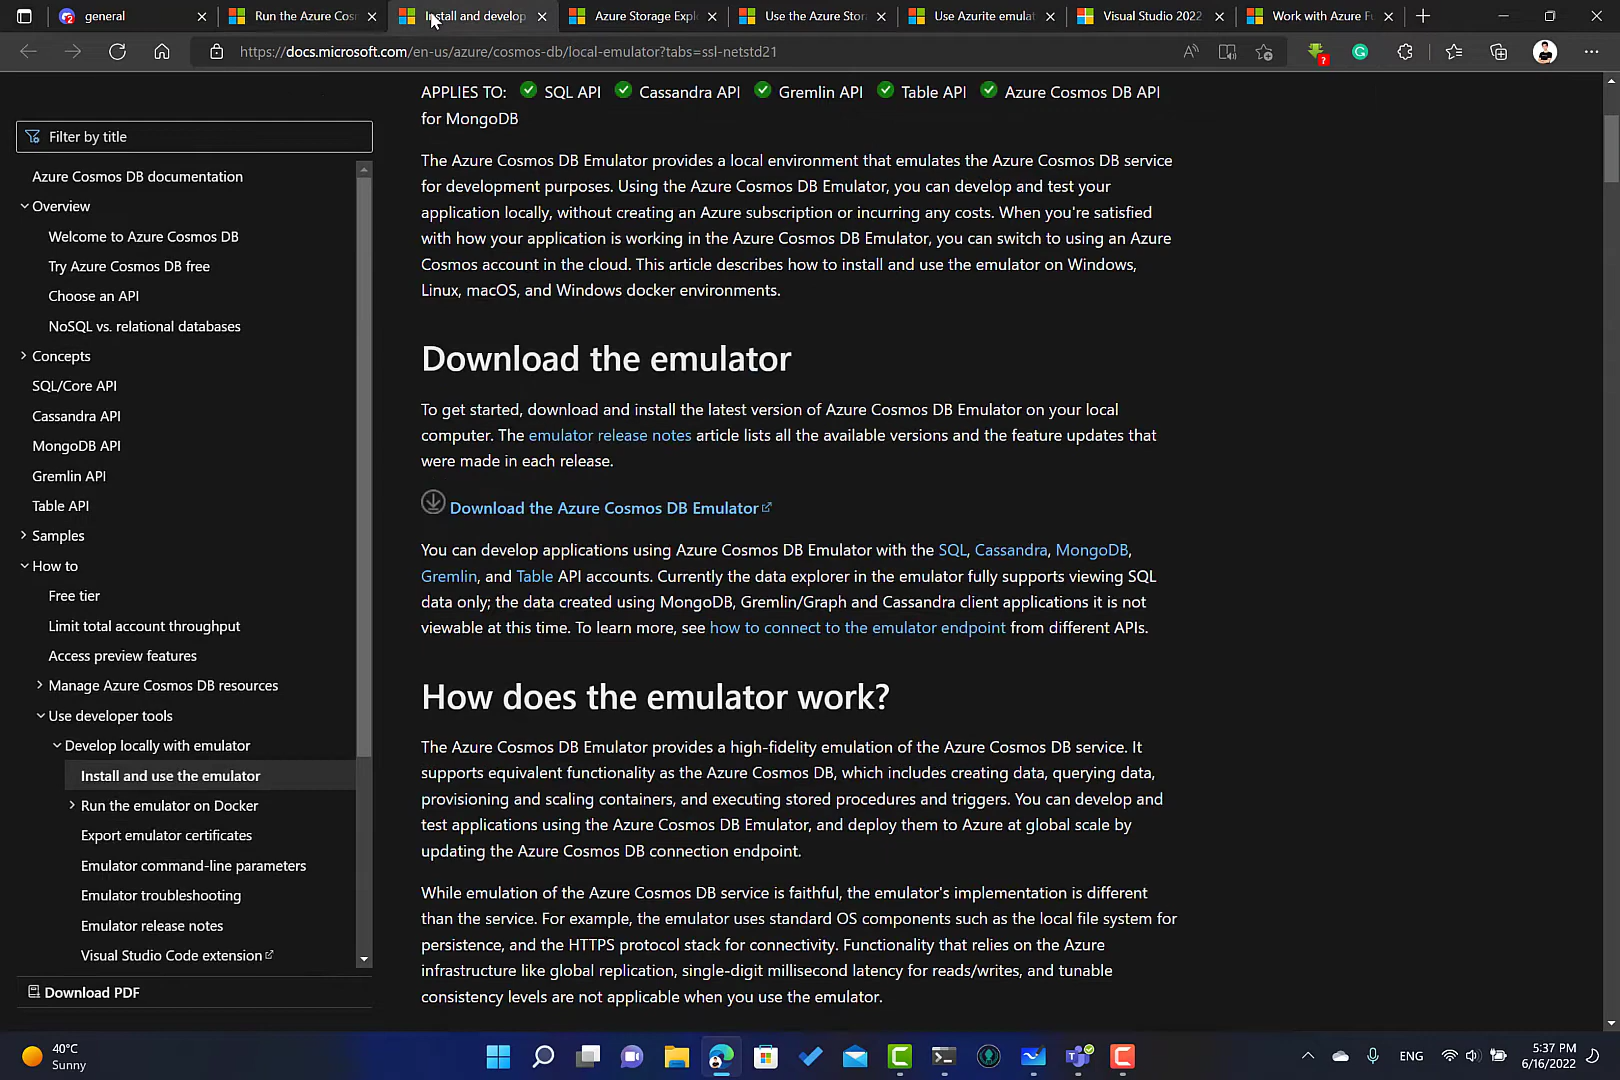 general
Run the Azure Cos
Install and develop
Azure Storage Expl
Use the Azure Stor
Use Azurite emulat
Visual Studio 2022
Work with Azure Fu
https://docs.microsoft.com/en-us/azure/cosmos-db/local-emulator?tabs=ssl-netstd21
Filter by title
Azure Cosmos DB documentation
Overview
Welcome to Azure Cosmos DB
Try Azure Cosmos DB free
Choose an API
NoSQL vs. relational databases
Concepts
SQL/Core API
Cassandra API
MongoDB API
Gremlin API
Table API
Samples
How to
Free tier
Limit total account throughput
Access preview features
Manage Azure Cosmos DB resources
Use developer tools
Develop locally with emulator
Install and use the emulator
Run the emulator on Docker
Export emulator certificates
Emulator command-line parameters
Emulator troubleshooting
Emulator release notes
Visual Studio Code extension
Download PDF
APPLIES TO: SQL API Cassandra API Gremlin API Table API Azure Cosmos DB API
for MongoDB
The Azure Cosmos DB Emulator provides a local environment that emulates the Azure Cosmos DB service
for development purposes. Using the Azure Cosmos DB Emulator, you can develop and test your
application locally, without creating an Azure subscription or incurring any costs. When you're satisfied
with how your application is working in the Azure Cosmos DB Emulator, you can switch to using an Azure
Cosmos account in the cloud. This article describes how to install and use the emulator on Windows,
Linux, macOS, and Windows docker environments.
Download the emulator
To get started, download and install the latest version of Azure Cosmos DB Emulator on your local
computer. The emulator release notes article lists all the available versions and the feature updates that
were made in each release.
Download the Azure Cosmos DB Emulator
You can develop applications using Azure Cosmos DB Emulator with the SQL, Cassandra, MongoDB,
Gremlin, and Table API accounts. Currently the data explorer in the emulator fully supports viewing SQL
data only; the data created using MongoDB, Gremlin/Graph and Cassandra client applications it is not
viewable at this time. To learn more, see how to connect to the emulator endpoint from different APIs.
How does the emulator work?
The Azure Cosmos DB Emulator provides a high-fidelity emulation of the Azure Cosmos DB service. It
supports equivalent functionality as the Azure Cosmos DB, which includes creating data, querying data,
provisioning and scaling containers, and executing stored procedures and triggers. You can develop and
test applications using the Azure Cosmos DB Emulator, and deploy them to Azure at global scale by
updating the Azure Cosmos DB connection endpoint.
While emulation of the Azure Cosmos DB service is faithful, the emulator's implementation is different
than the service. For example, the emulator uses standard OS components such as the local file system for
persistence, and the HTTPS protocol stack for connectivity. Functionality that relies on the Azure
infrastructure like global replication, single-digit millisecond latency for reads/writes, and tunable
consistency levels are not applicable when you use the emulator.
40°C
Sunny
ENG
5:37 PM
6/16/2022